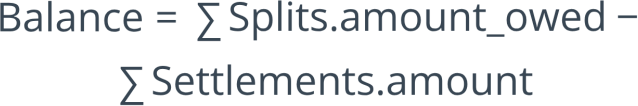 Balance = ∑ Splits.amount_owed −
∑ Settlements.amount